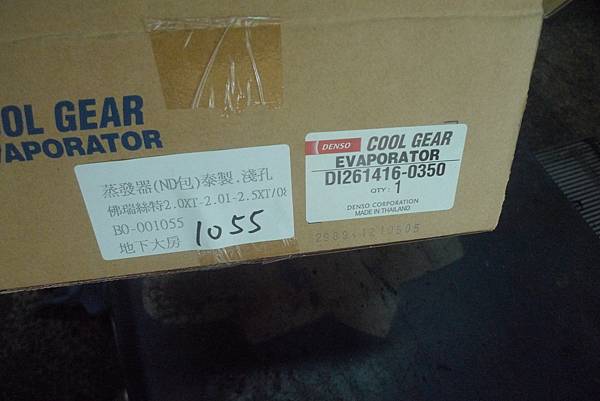 OOL GEAR
VAPORATOR
蒸發器(ND包)泰製.淺孔
佛瑞絲特2.0XT-2.01-2.5XT/08
B0-001055
地下大房
1055
DENSO COOL GEAR
EVAPORATOR
DI261416-0350
QTY: 1
DENSO CORPORATION
MADE IN THAILAND